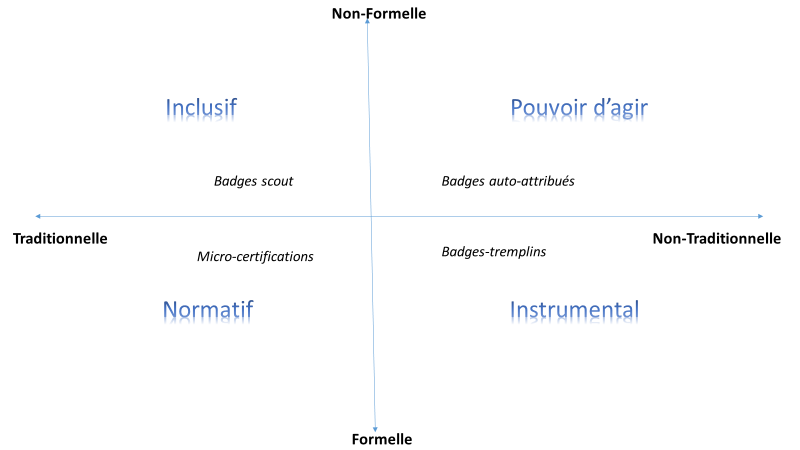 Non-Formelle
Inclusif
Pouvoir d’agir
Badges scout
Badges auto-attribués
Traditionnelle
Non-Traditionnelle
Micro-certifications
Badges-tremplins
Normatif
Instrumental
Formelle